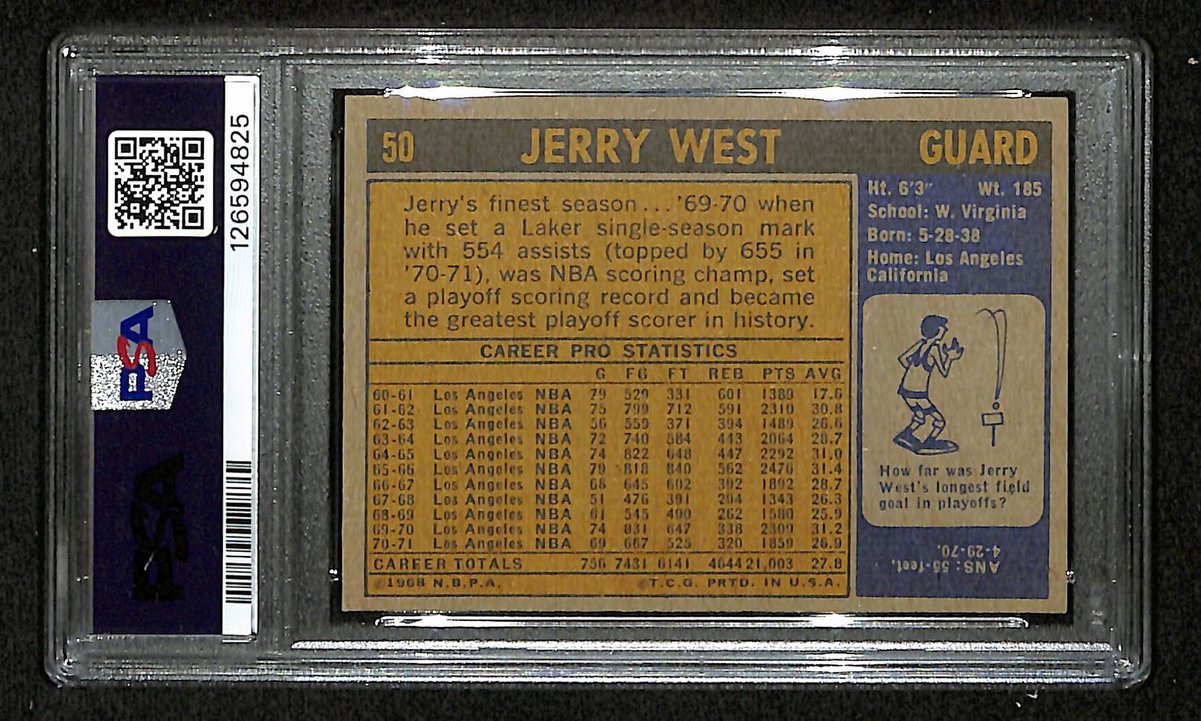 126594825
PSA
PSA
50 JERRY WEST GUARD
Jerry's finest season...'69-70 when
he set a Laker single-season mark
with 554 assists (topped by 655 in
'70-71), was NBA scoring champ, set
a playoff scoring record and became
the greatest playoff scorer in history.
CAREER PRO STATISTICS
G FG FT REB PTS AVG
60-61 Los Angeles NBA 79 529 331 601 1389 17.6
61-62 Los Angeles NBA 75 799 712 591 2310 30.8
62-63 Los Angeles NBA 56 559 371 394 1489 26.6
63-64 Los Angeles NBA 72 740 584 443 2064 28.7
64-65 Los Angeles NBA 74 822 648 447 2292 31.0
65-66 Los Angeles NBA 79 818 840 562 2476 31.4
66-67 Los Angeles NBA 66 645 602 392 1892 28.7
67-68 Los Angeles NBA 51 476 391 294 1343 26.3
68-69 Los Angeles NBA 61 545 490 262 1580 25.9
69-70 Los Angeles NBA 74 831 647 338 2309 31.2
70-71 Los Angeles NBA 69 667 525 320 1859 26.9
CAREER TOTALS 756 7431 6141 4644 21,003 27.8
©1968 N.B.P.A. ©T.C.G. PRTD. IN U.S.A.
Ht. 6'3" Wt. 185
School: W. Virginia
Born: 5-28-38
Home: Los Angeles
California
How far was Jerry
West's longest field
goal in playoffs?
ANS: 55-feet,
4-29-70.